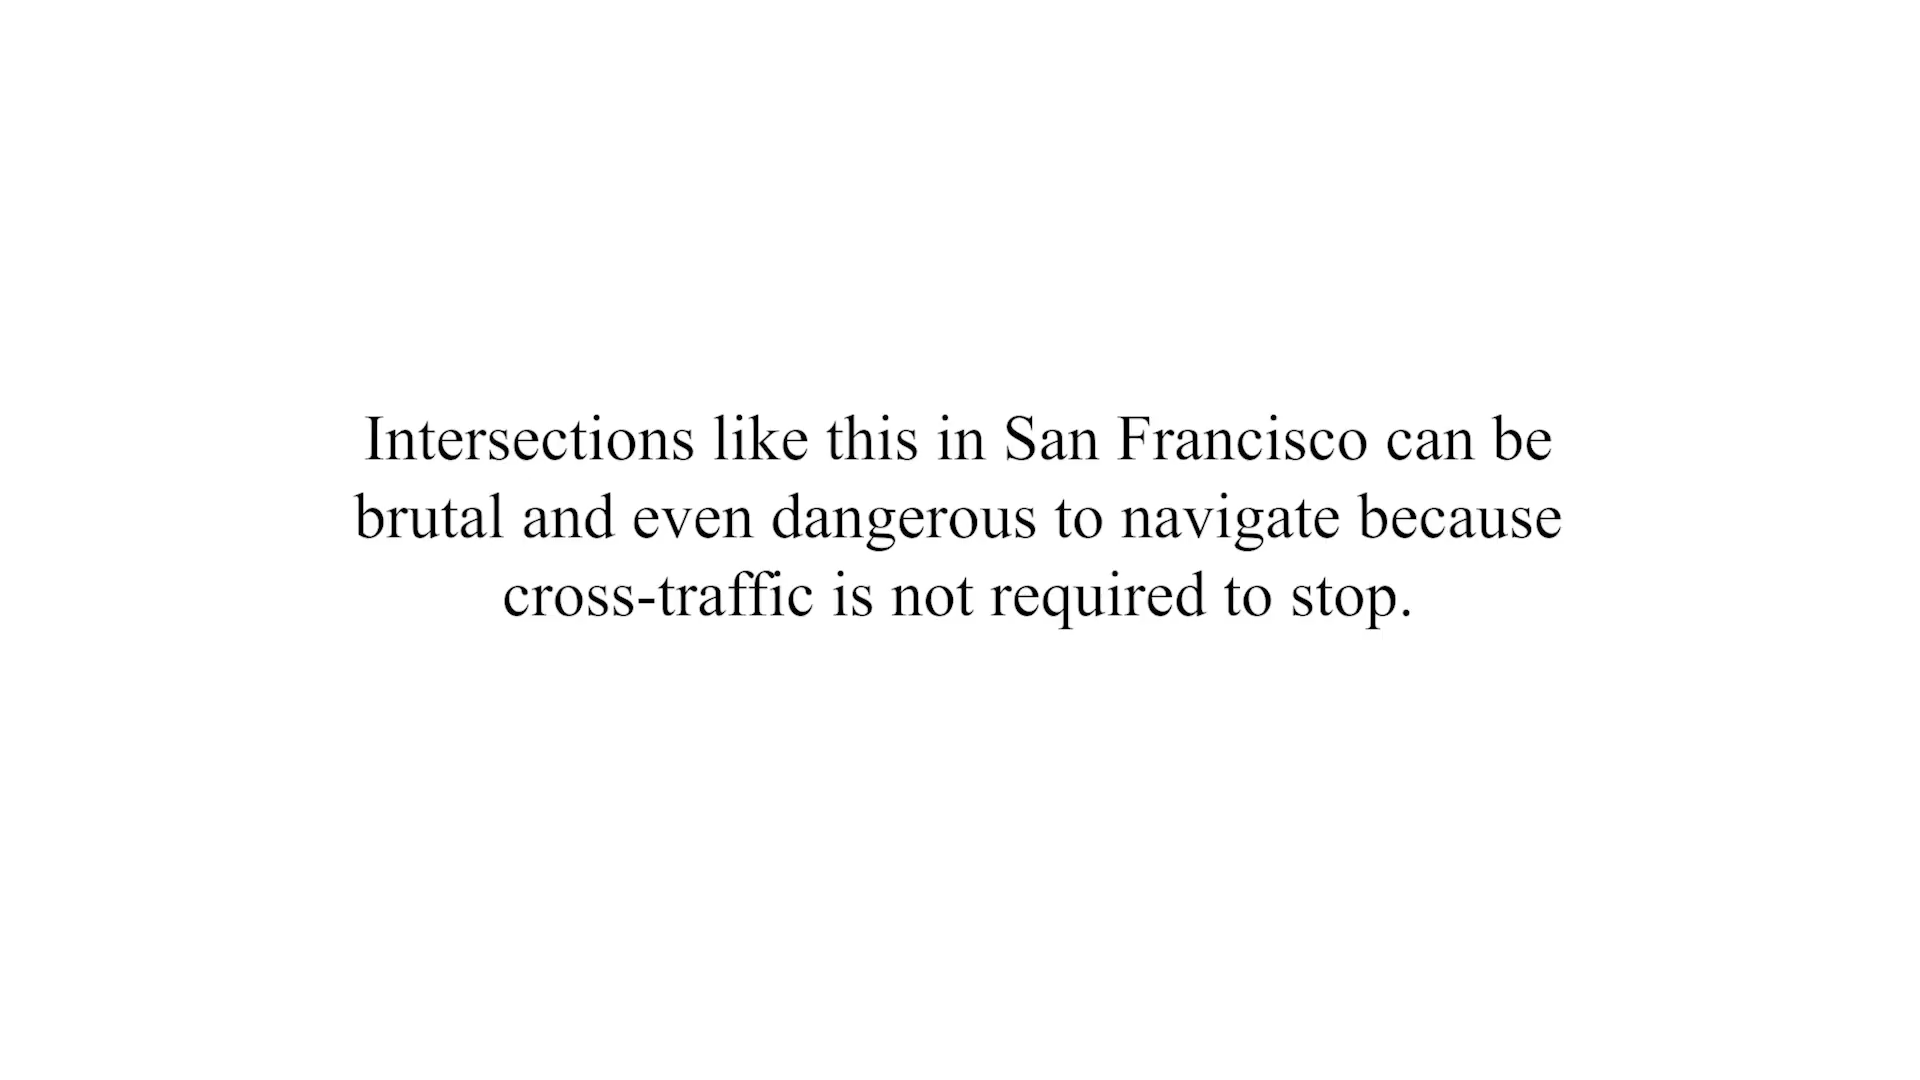 Intersections like this in San Francisco can be
brutal and even dangerous to navigate because
cross-traffic is not required to stop.